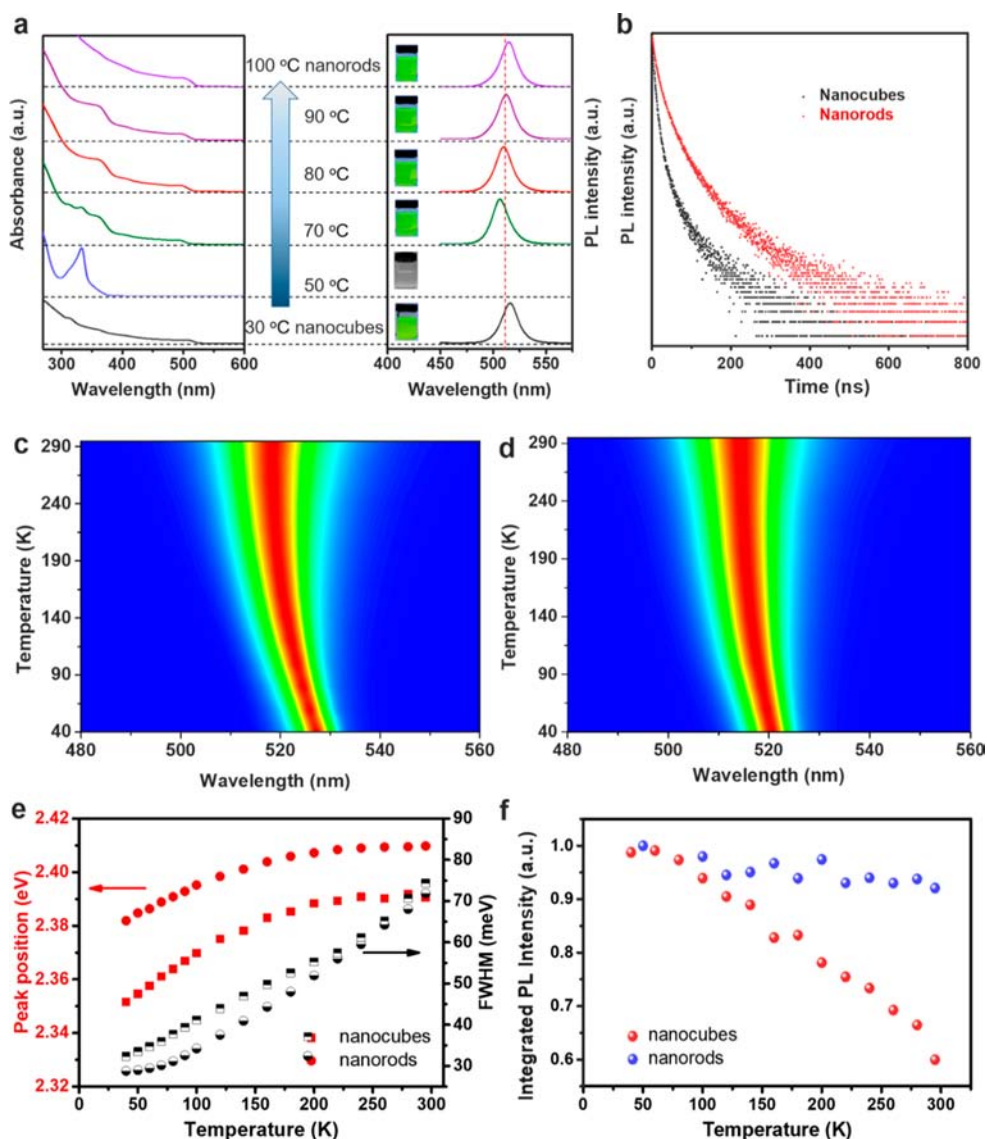 a
Absorbance (a.u.)
100 °C nanorods
90 °C
80 °C
70 °C
50 °C
30 °C nanocubes
300 400 500 600
Wavelength (nm)
PL intensity (a.u.)
400 450 500 550
Wavelength (nm)
b
PL intensity (a.u.)
Nanocubes
Nanorods
0 200 400 600 800
Time (ns)
c
Temperature (K)
290
240
190
140
90
40
480 500 520 540 560
Wavelength (nm)
d
Temperature (K)
290
240
190
140
90
40
480 500 520 540 560
Wavelength (nm)
e
Peak position (eV)
2.42
2.40
2.38
2.36
2.34
2.32
FWHM (meV)
90
80
70
60
50
40
30
nanocubes
nanorods
0 50 100 150 200 250 300
Temperature (K)
f
Integrated PL Intensity (a.u.)
1.0
0.9
0.8
0.7
0.6
nanocubes
nanorods
0 50 100 150 200 250 300
Temperature (K)